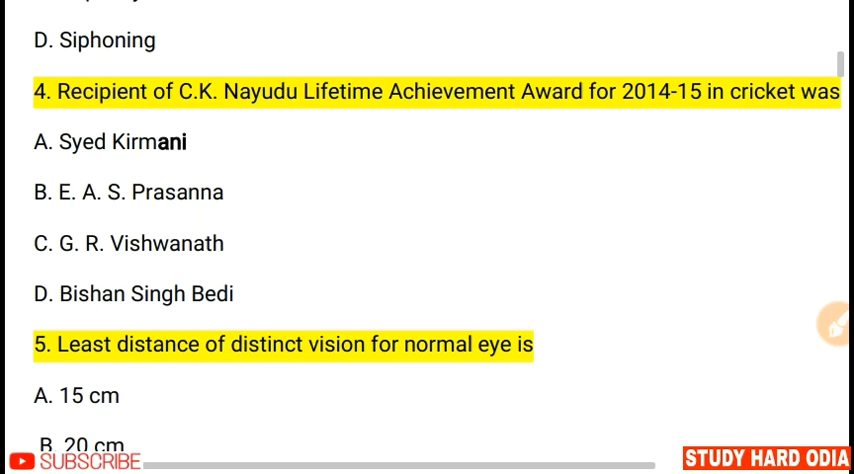 D. Siphoning
4. Recipient of C.K. Nayudu Lifetime Achievement Award for 2014-15 in cricket was
A. Syed Kirmani
B. E. A. S. Prasanna
C. G. R. Vishwanath
D. Bishan Singh Bedi
5. Least distance of distinct vision for normal eye is
A. 15 cm
B. 20 cm
SUBSCRIBE
STUDY HARD ODIA